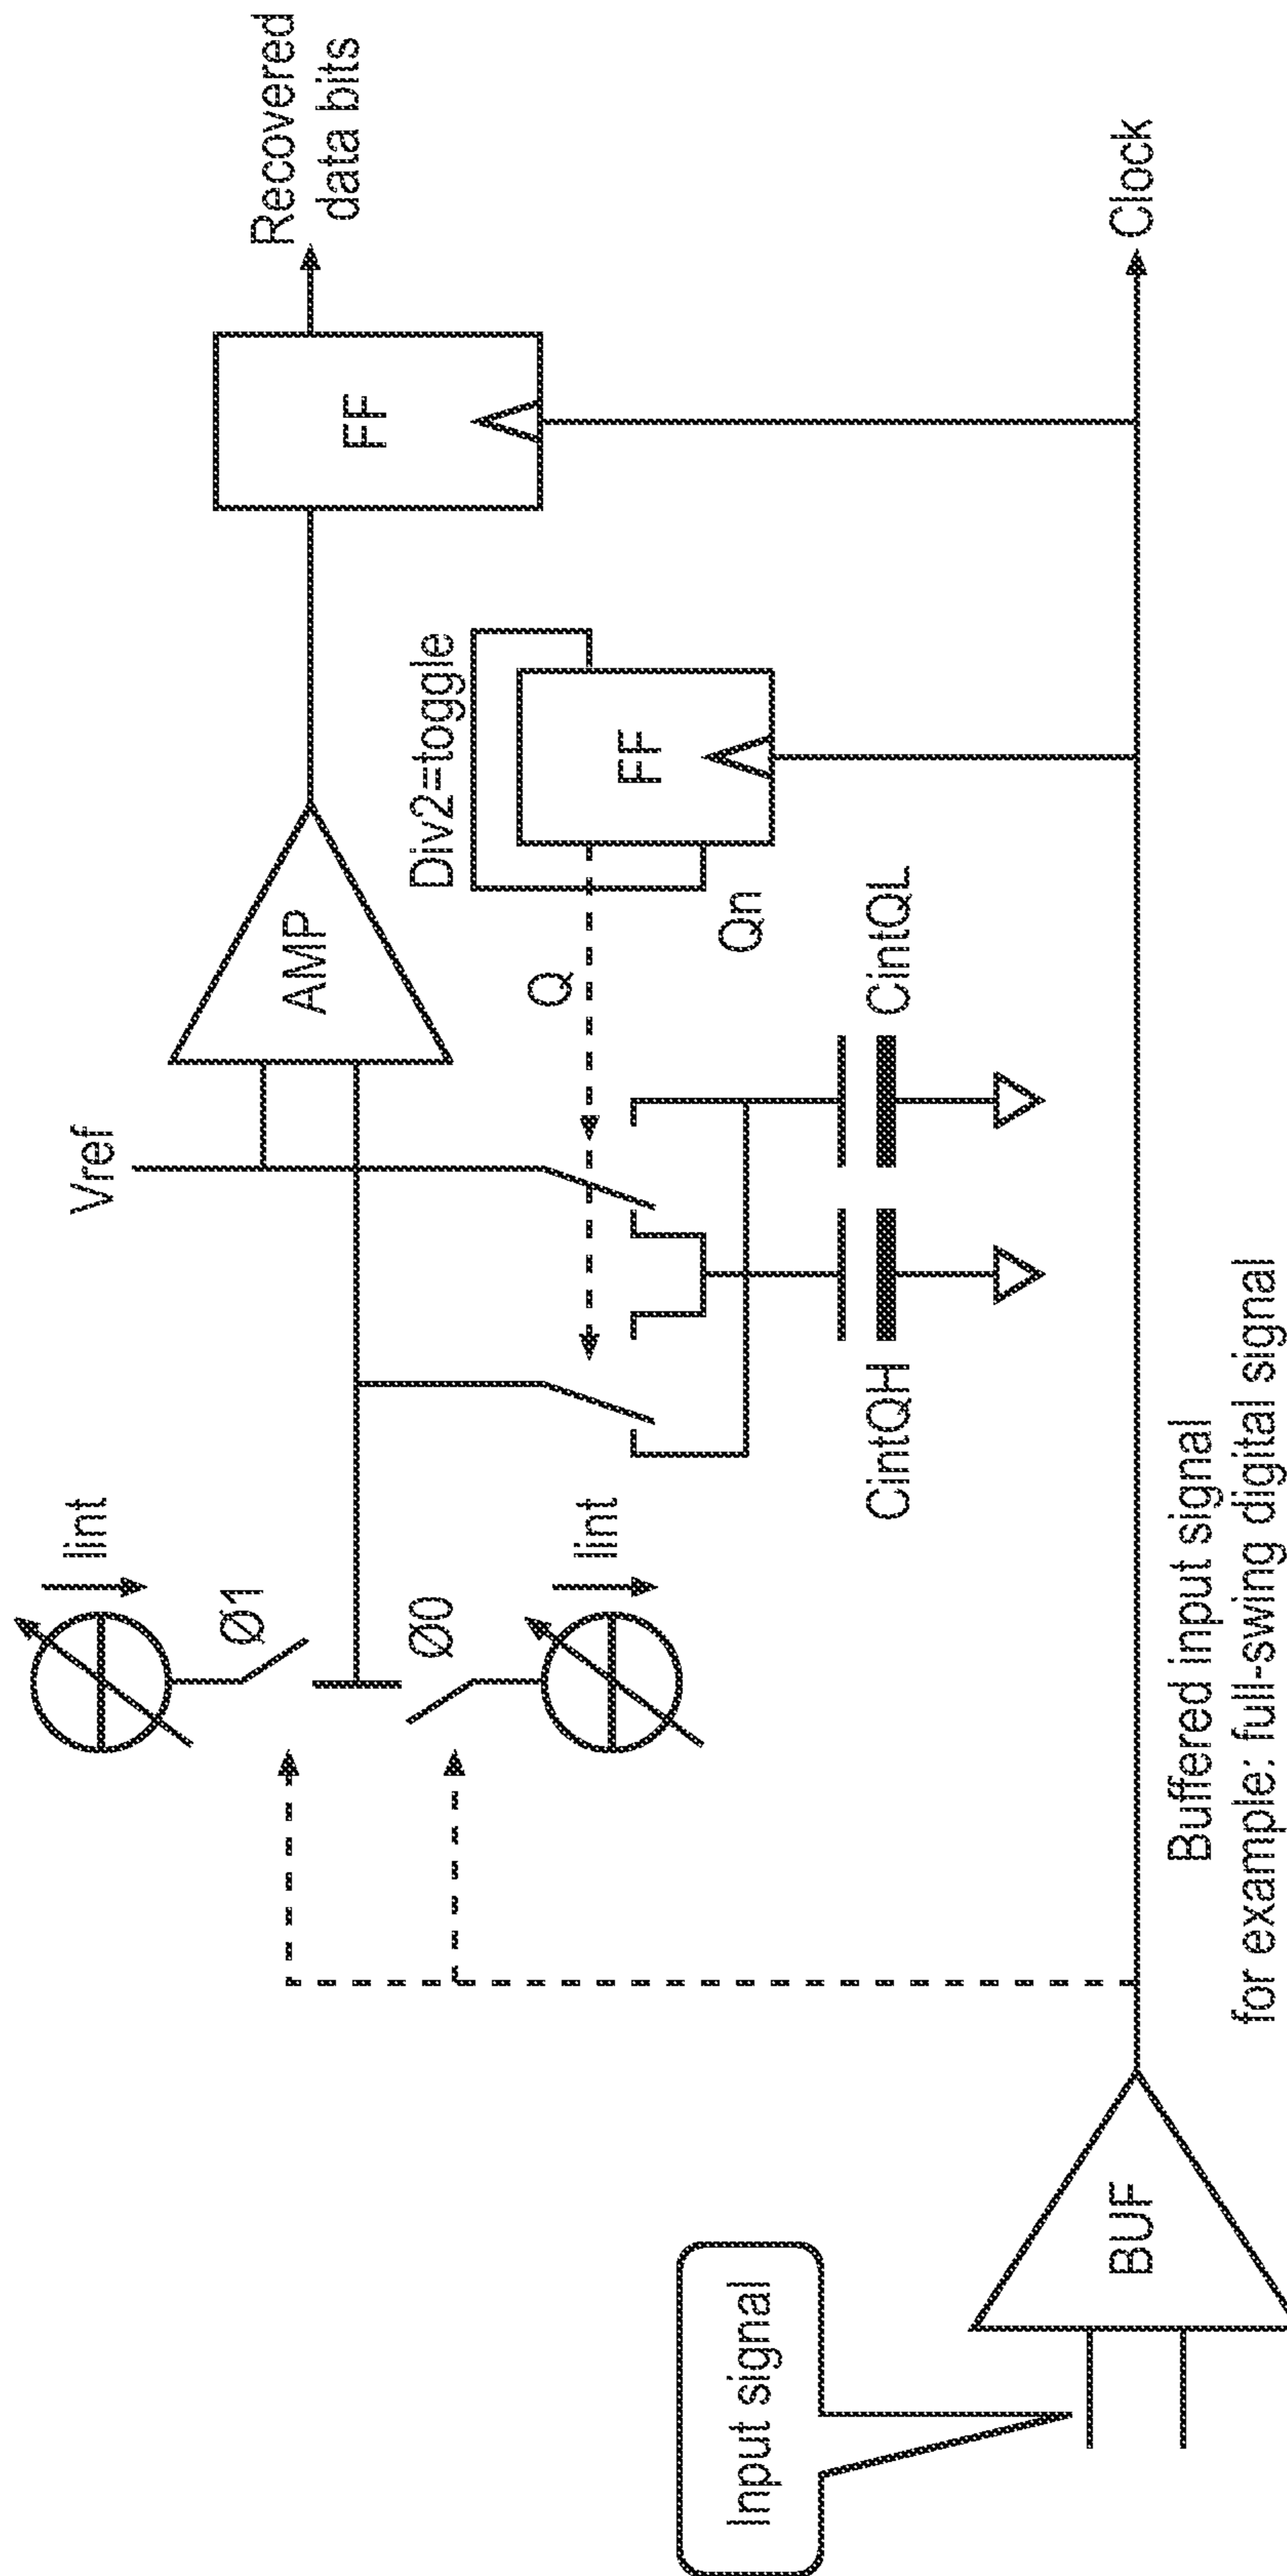 Input signal
BUF
Buffered input signal
for example: full-swing digital signal
Iint
Ø1
Ø0
Iint
CintQH
CintQL
Vref
AMP
Q
Qn
Div2=toggle
FF
FF
Recovered
data bits
Clock